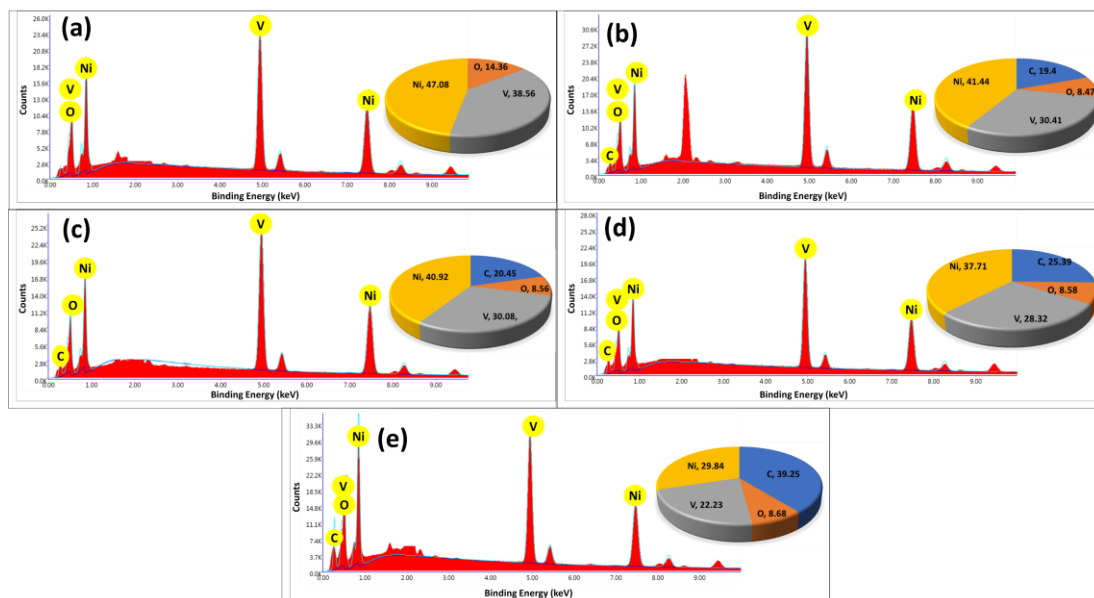 (a)
26.0K
23.4K
20.8K
18.2K
15.6K
13.0K
10.4K
7.8K
5.2K
2.6K
0.0K
Counts
V
O
Ni
V
Ni
0.00 1.00 2.00 3.00 4.00 5.00 6.00 7.00 8.00 9.00
Binding Energy (keV)
O, 14.36
Ni, 47.08
V, 38.56
(b)
30.6K
27.2K
23.8K
20.4K
17.0K
13.6K
10.2K
6.8K
3.4K
0.0K
Counts
C
V
O
Ni
V
Ni
0.00 1.00 2.00 3.00 4.00 5.00 6.00 7.00 8.00 9.00
Binding Energy (keV)
C, 19.4
O, 8.47
Ni, 41.44
V, 30.41
(c)
25.2K
22.4K
19.6K
16.8K
14.0K
11.2K
8.4K
5.6K
2.8K
0.0K
Counts
C
O
Ni
V
Ni
0.00 1.00 2.00 3.00 4.00 5.00 6.00 7.00 8.00 9.00
Binding Energy (keV)
C, 20.45
O, 8.56
Ni, 40.92
V, 30.08,
(d)
28.0K
25.2K
22.4K
19.6K
16.8K
14.0K
11.2K
8.4K
5.6K
2.8K
0.0K
Counts
C
V
O
Ni
V
Ni
0.00 1.00 2.00 3.00 4.00 5.00 6.00 7.00 8.00 9.00
Binding Energy (keV)
C, 25.39
O, 8.58
Ni, 37.71
V, 28.32
(e)
33.3K
29.6K
25.9K
22.2K
18.5K
14.8K
11.1K
7.4K
3.7K
0.0K
Counts
C
V
O
Ni
V
Ni
0.00 1.00 2.00 3.00 4.00 5.00 6.00 7.00 8.00 9.00
Binding Energy (keV)
C, 39.25
O, 8.68
Ni, 29.84
V, 22.23